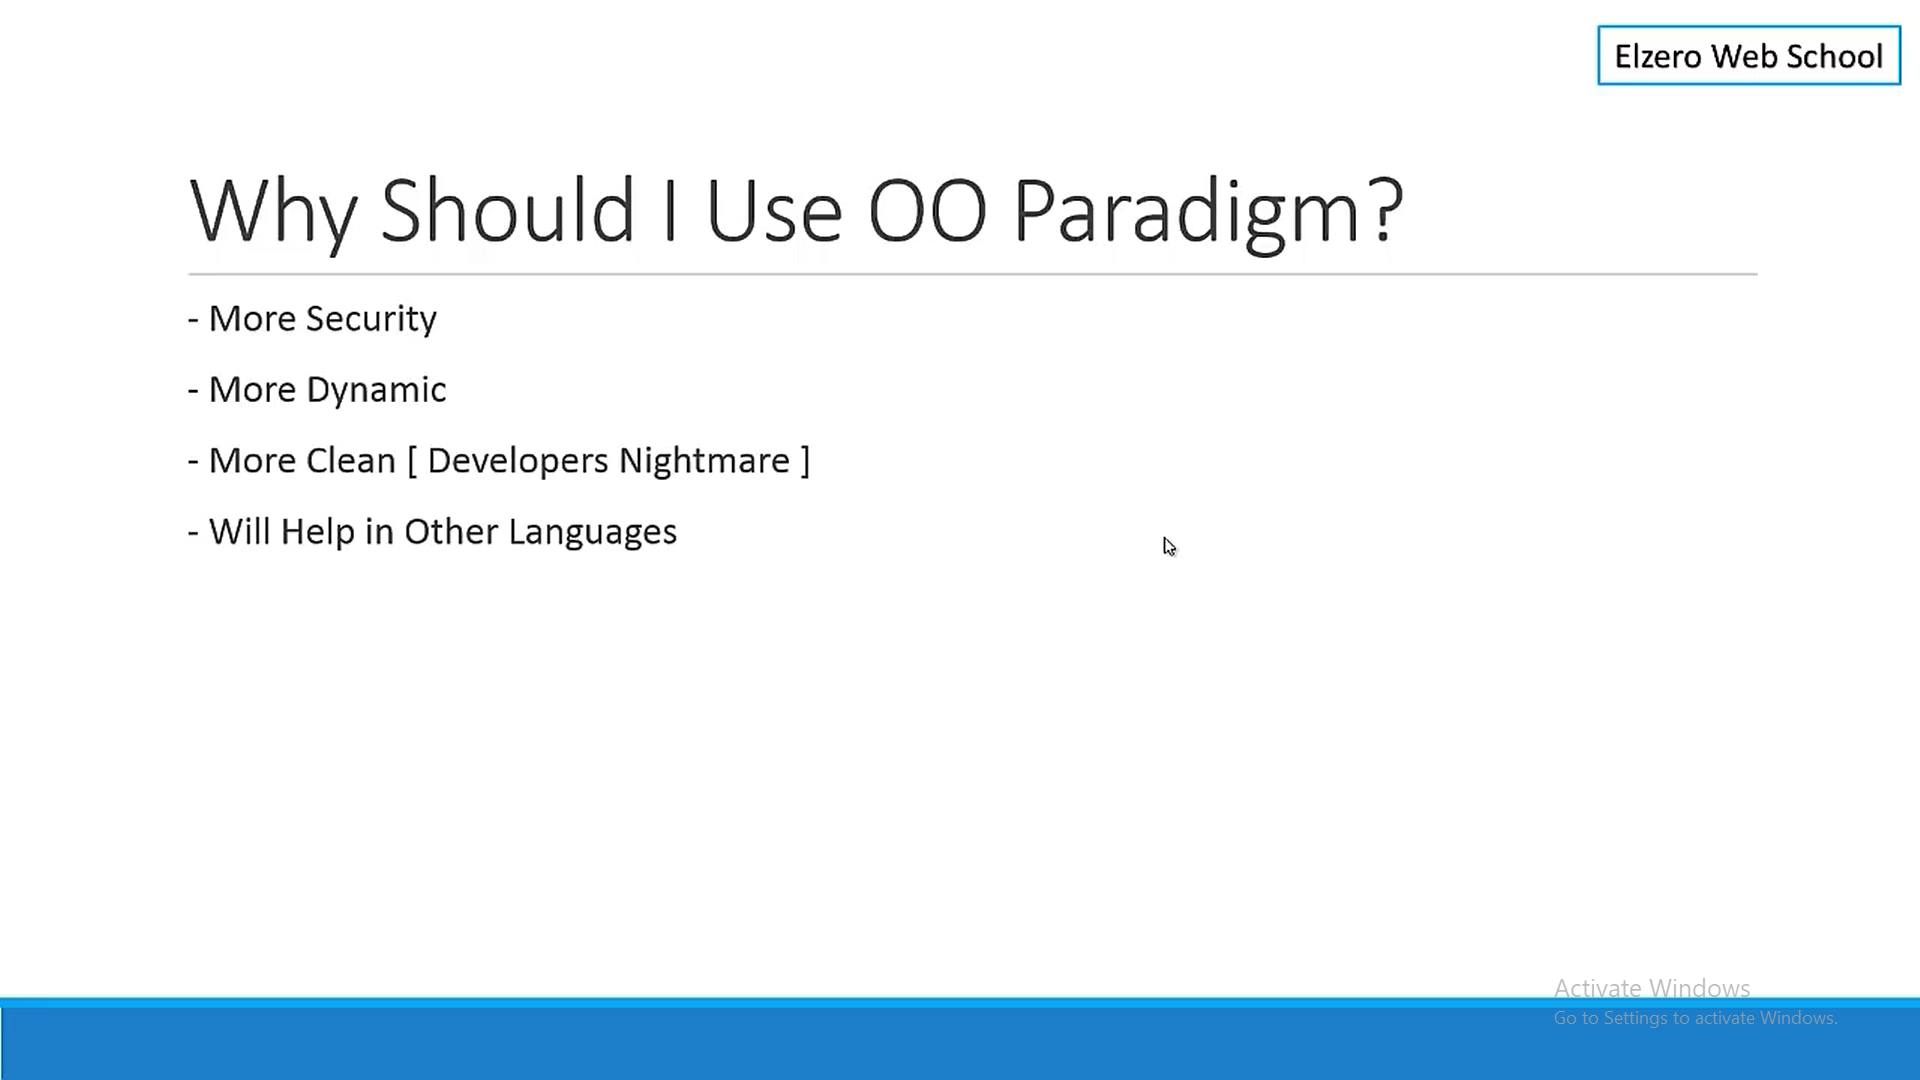 Elzero Web School
Why Should I Use OO Paradigm?
- More Security
- More Dynamic
- More Clean [ Developers Nightmare ]
- Will Help in Other Languages
Activate Windows
Go to Settings to activate Windows.